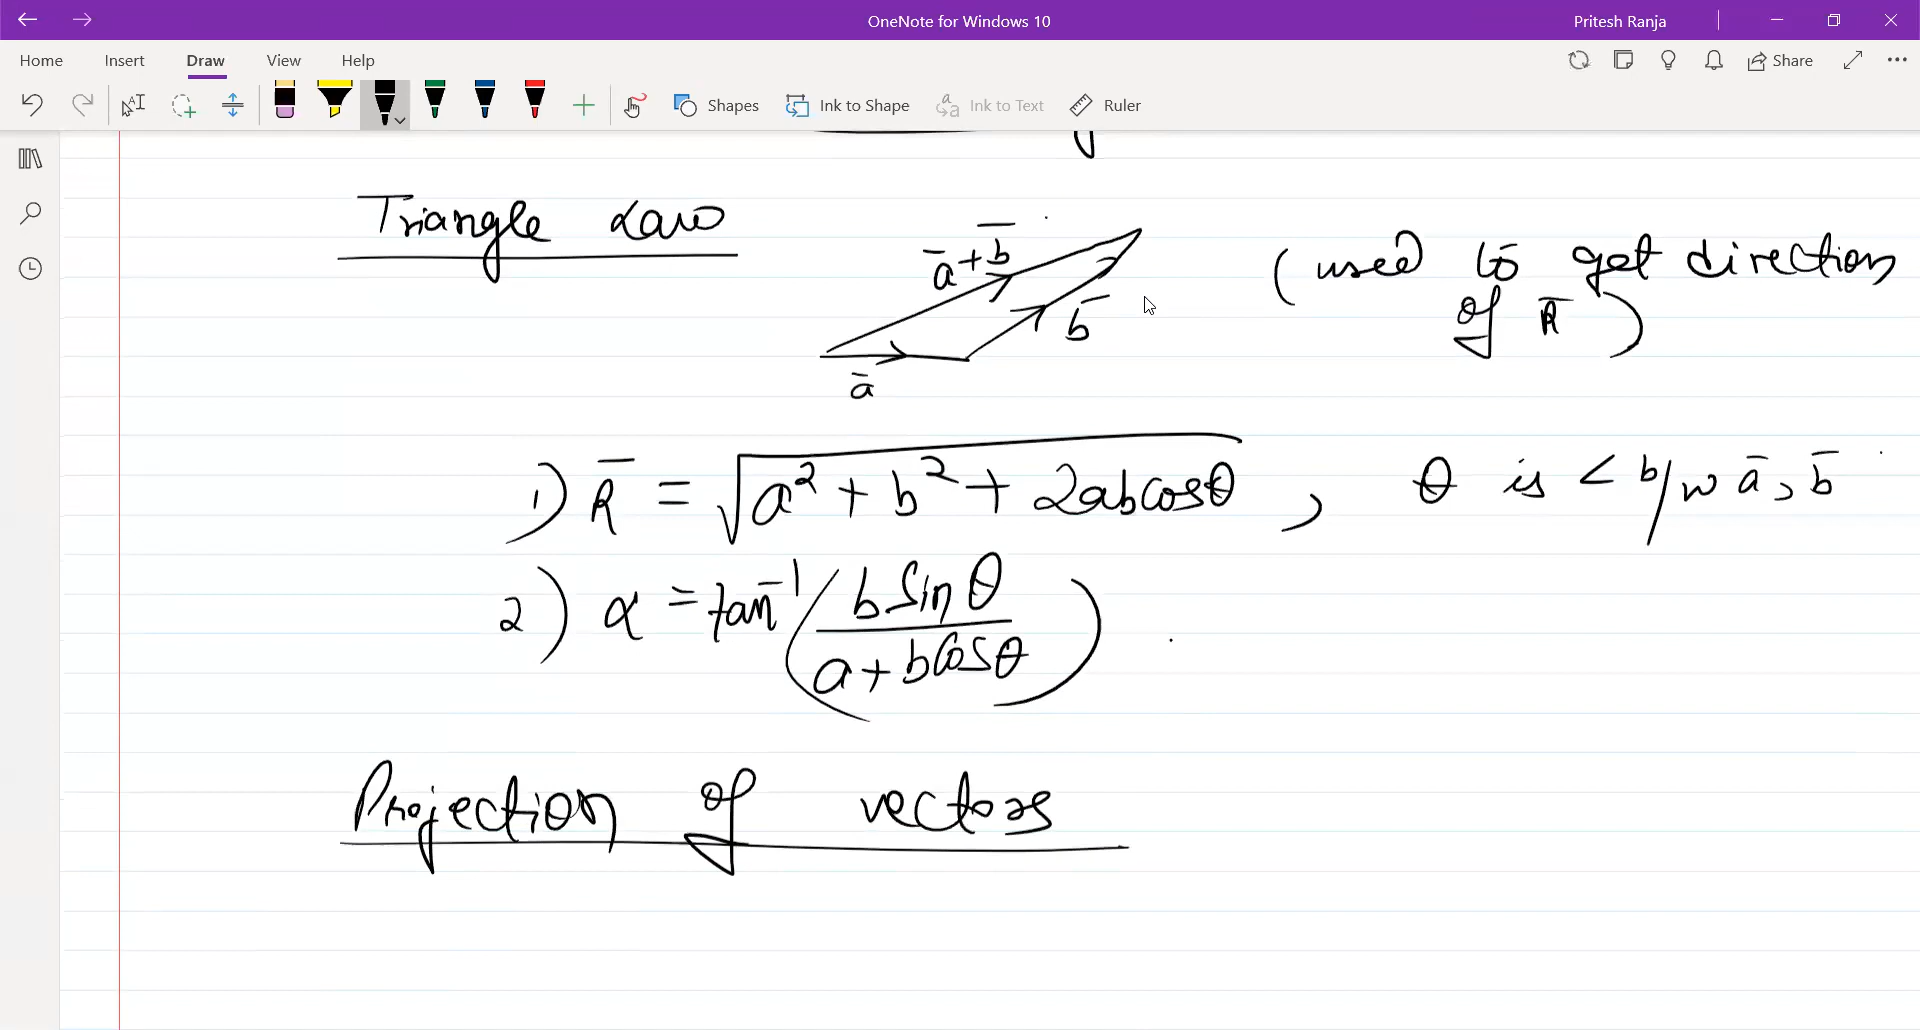 OneNote for Windows 10
Pritesh Ranja
Home Insert Draw View Help
Share
Shapes Ink to Shape Ink to Text Ruler
Triangle Law
a̅ + b̅
b̅
a̅
(used to get direction
of R̅)
1) R̅ = √(a² + b² + 2abcosθ) , θ is < b/w a̅, b̅
2) α = tan⁻¹ (b Sin θ / a + b Cos θ)
Projection of vectors